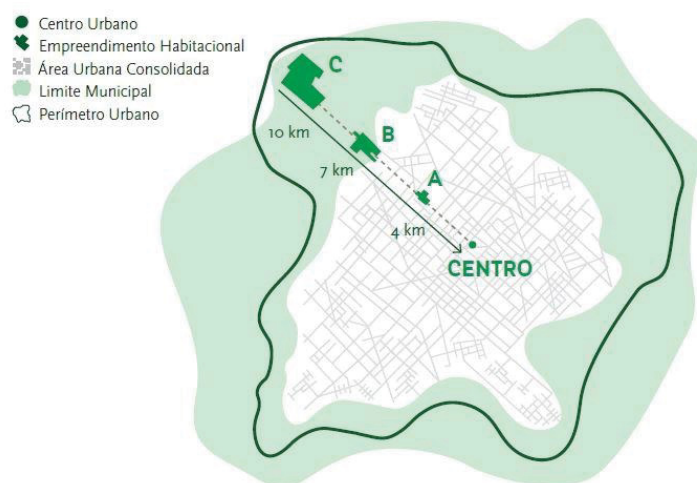 Centro Urbano
Empreendimento Habitacional
Área Urbana Consolidada
Limite Municipal
Perímetro Urbano
C
10 km
B
7 km
A
4 km
CENTRO